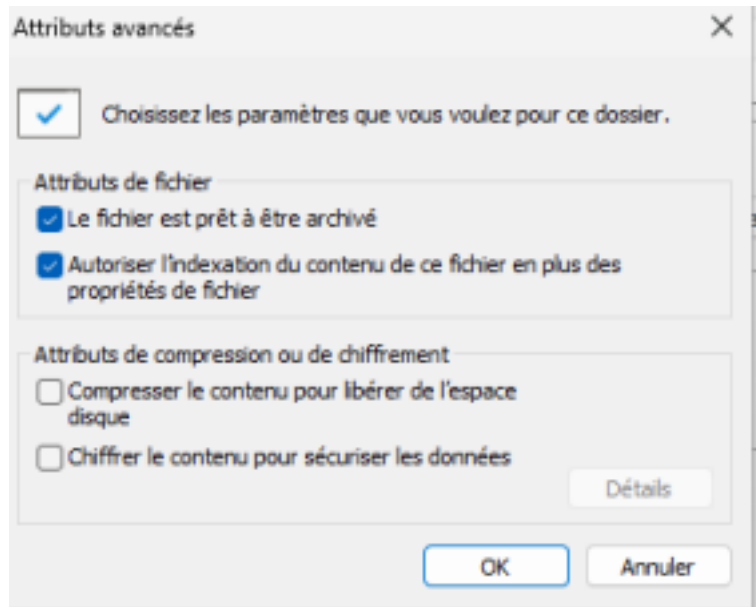 Attributs avancés
Choisissez les paramètres que vous voulez pour ce dossier.
Attributs de fichier
Le fichier est prêt à être archivé
Autoriser l'indexation du contenu de ce fichier en plus des
propriétés de fichier
Attributs de compression ou de chiffrement
Compresser le contenu pour libérer de l'espace
disque
Chiffrer le contenu pour sécuriser les données
Détails
OK
Annuler